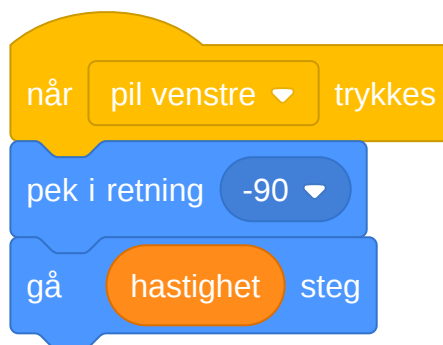 når pil venstre trykkes
pek i retning -90
gå hastighet steg